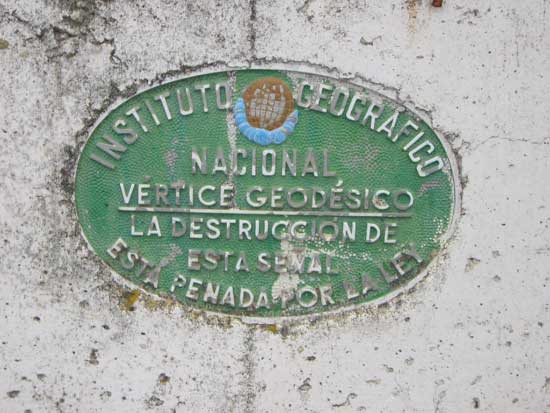 INSTITUTO GEOGRÁFICO
NACIONAL
VÉRTICE GEODÉSICO
LA DESTRUCCIÓN DE
ESTA SEÑAL
ESTÁ PENADA POR LA LEY